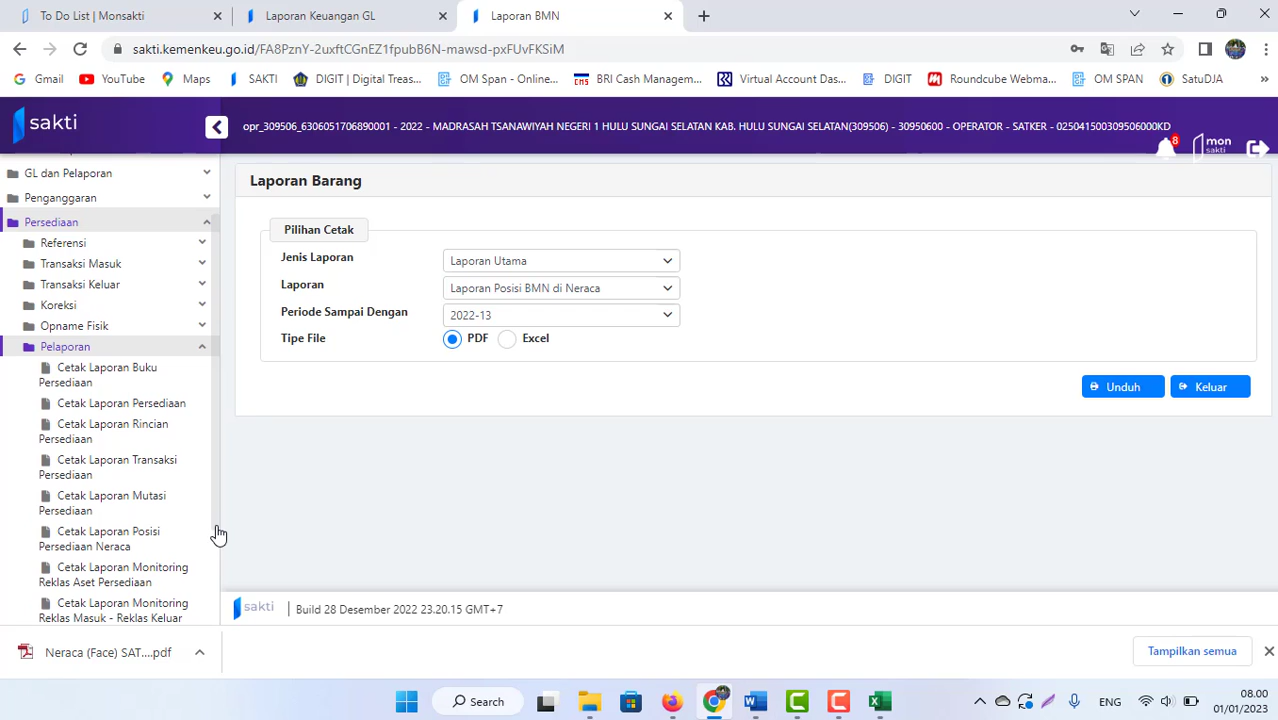 To Do List | Monsakti
Laporan Keuangan GL
Laporan BMN
sakti.kemenkeu.go.id/FA8PznY-2uxftCGnEZ1fpubB6N-mawsd-pxFUvFKSiM
Gmail
YouTube
Maps
SAKTI
DIGIT | Digital Treas...
OM Span - Online...
BRI Cash Managem...
Virtual Account Das...
DIGIT
Roundcube Webma...
OM SPAN
SatuDJA
sakti
opr_309506_6306051706890001 - 2022 - MADRASAH TSANAWIYAH NEGERI 1 HULU SUNGAI SELATAN KAB. HULU SUNGAI SELATAN(309506) - 30950600 - OPERATOR - SATKER - 025041500309506000KD
8
mon
sakti
GL dan Pelaporan
Penganggaran
Persediaan
Referensi
Transaksi Masuk
Transaksi Keluar
Koreksi
Opname Fisik
Pelaporan
Cetak Laporan Buku
Persediaan
Cetak Laporan Persediaan
Cetak Laporan Rincian
Persediaan
Cetak Laporan Transaksi
Persediaan
Cetak Laporan Mutasi
Persediaan
Cetak Laporan Posisi
Persediaan Neraca
Cetak Laporan Monitoring
Reklas Aset Persediaan
Cetak Laporan Monitoring
Reklas Masuk - Reklas Keluar
Laporan Barang
Pilihan Cetak
Jenis Laporan
Laporan Utama
Laporan
Laporan Posisi BMN di Neraca
Periode Sampai Dengan
2022-13
Tipe File
PDF
Excel
Unduh
Keluar
sakti
Build 28 Desember 2022 23.20.15 GMT+7
Neraca (Face) SAT....pdf
Tampilkan semua
Search
ENG
08.00
01/01/2023